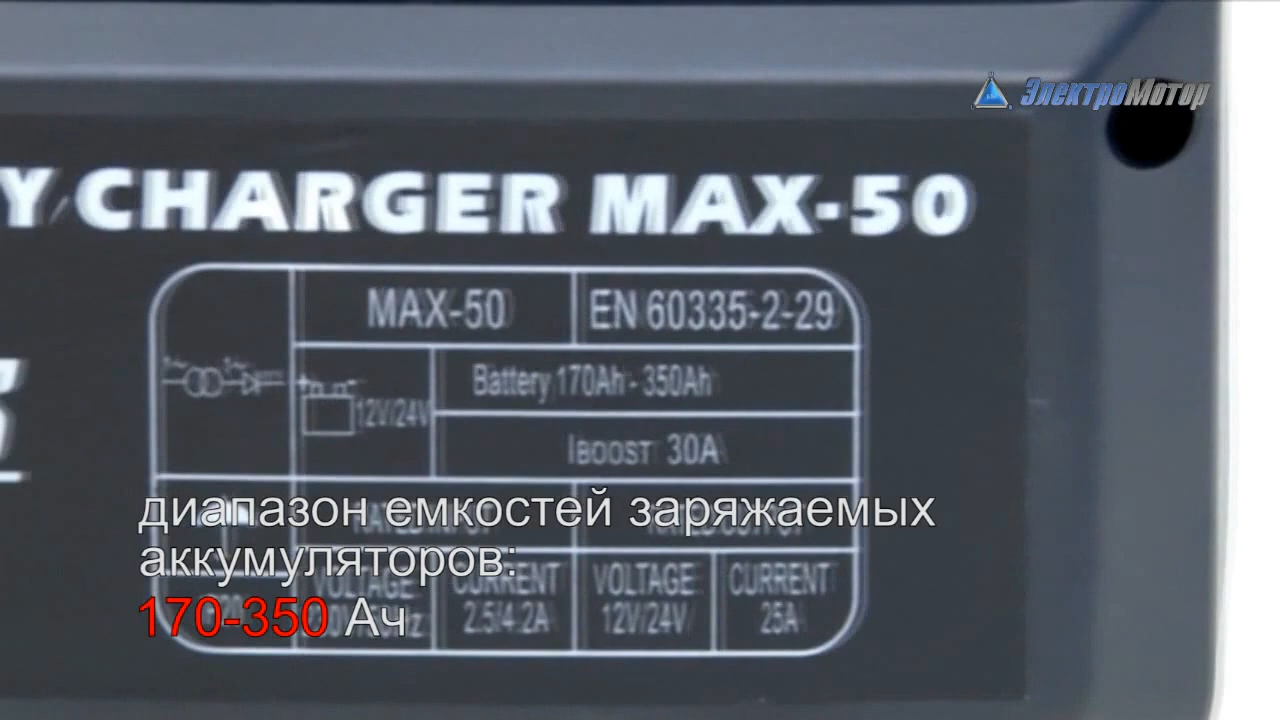 ЭлектроМотор
Y CHARGER MAX-50
MAX-50 EN 60335-2-29
Battery 170Ah - 350Ah
12V/24V
IBOOST 30A
диапазон емкостей заряжаемых
аккумуляторов:
170-350 Ач
VOLTAGE CURRENT VOLTAGE CURRENT
2.5/4.2A 12V/24V 25A